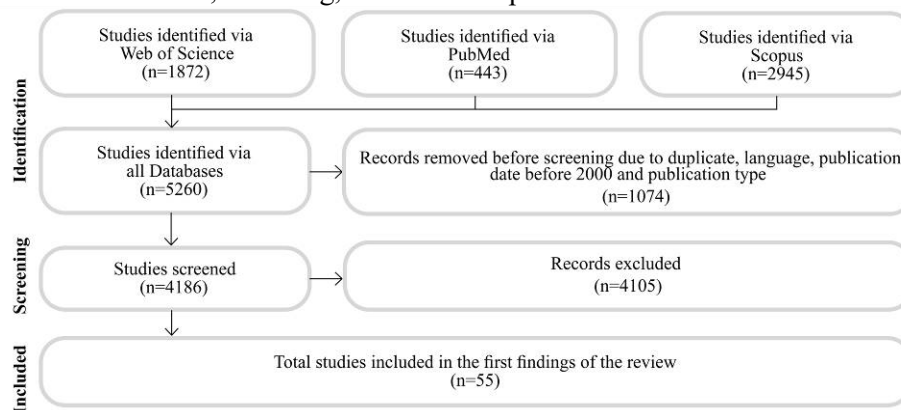 Studies identified via
Web of Science
(n=1872)
Studies identified via
PubMed
(n=443)
Studies identified via
Scopus
(n=2945)
Identification
Studies identified via
all Databases
(n=5260)
Records removed before screening due to duplicate, language, publication
date before 2000 and publication type
(n=1074)
Screening
Studies screened
(n=4186)
Records excluded
(n=4105)
Included
Total studies included in the first findings of the review
(n=55)